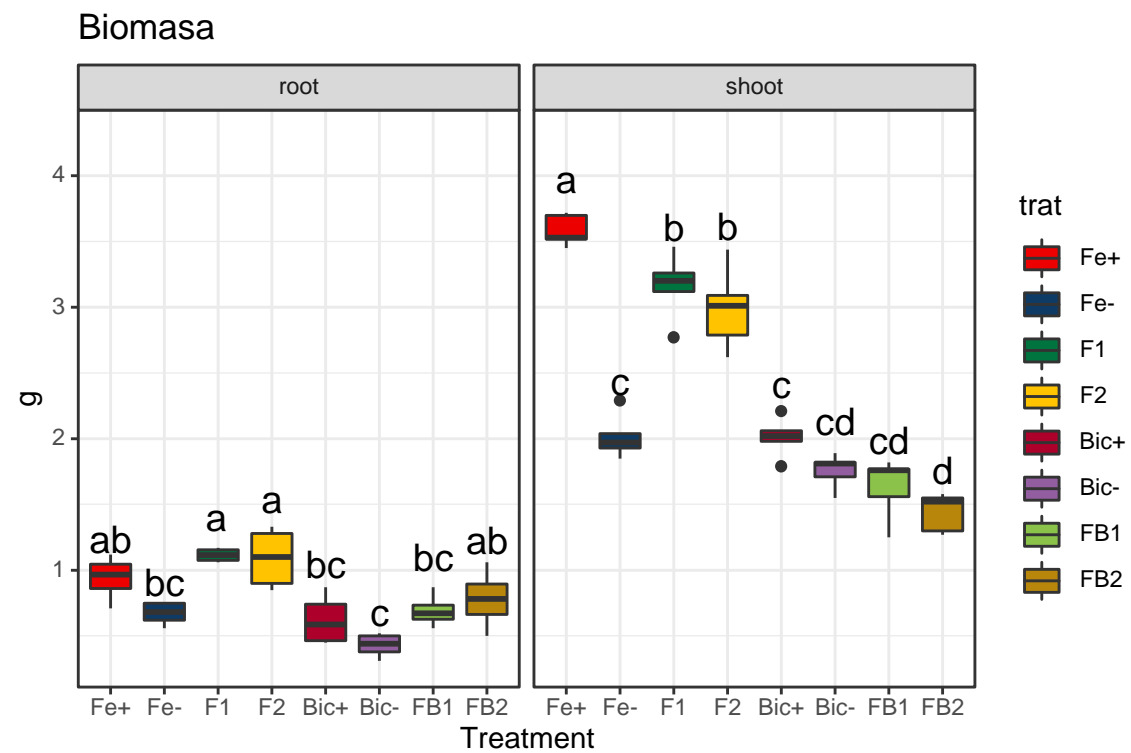 Biomasa
root
shoot
g
4
3
2
1
ab
bc
a
a
bc
c
bc
ab
a
c
b
b
c
cd
cd
d
Fe+ Fe- F1 F2 Bic+ Bic- FB1 FB2
Fe+ Fe- F1 F2 Bic+ Bic- FB1 FB2
Treatment
trat
Fe+
Fe-
F1
F2
Bic+
Bic-
FB1
FB2